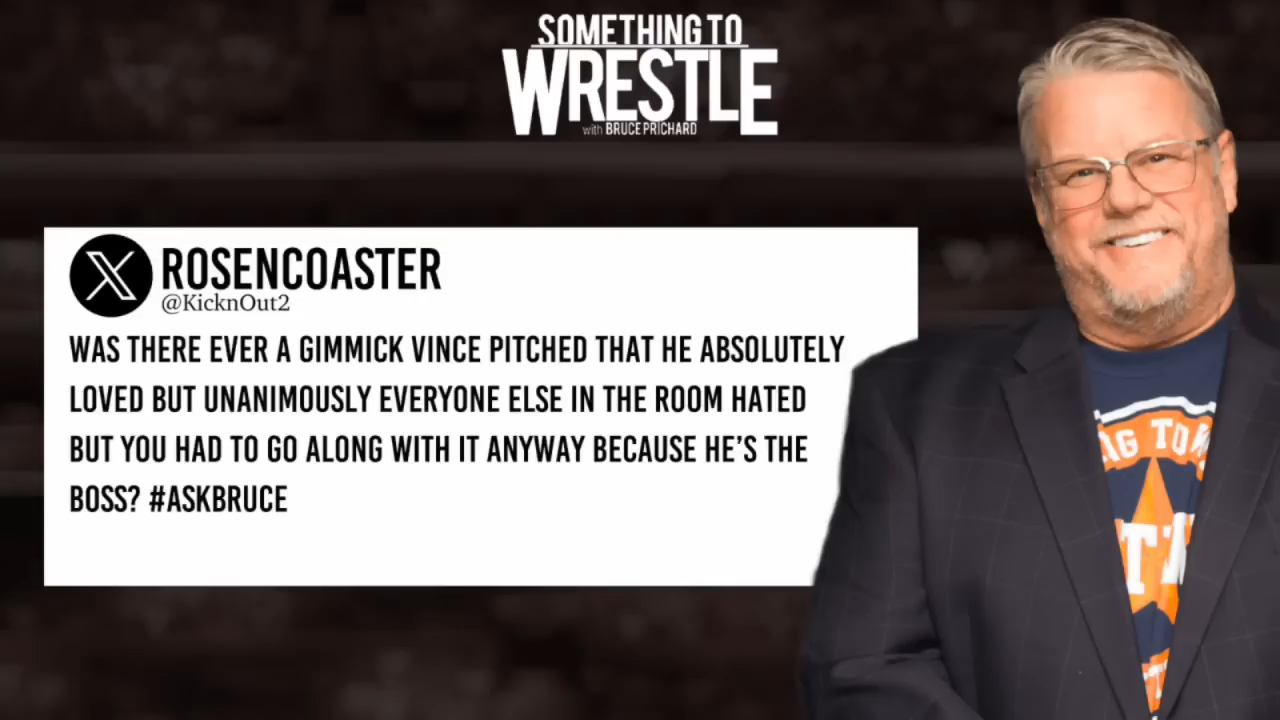 SOMETHING TO
WRESTLE
with BRUCE PRICHARD
X ROSENCOASTER
@KicknOut2
WAS THERE EVER A GIMMICK VINCE PITCHED THAT HE ABSOLUTELY
LOVED BUT UNANIMOUSLY EVERYONE ELSE IN THE ROOM HATED
BUT YOU HAD TO GO ALONG WITH IT ANYWAY BECAUSE HE'S THE
BOSS? #ASKBRUCE